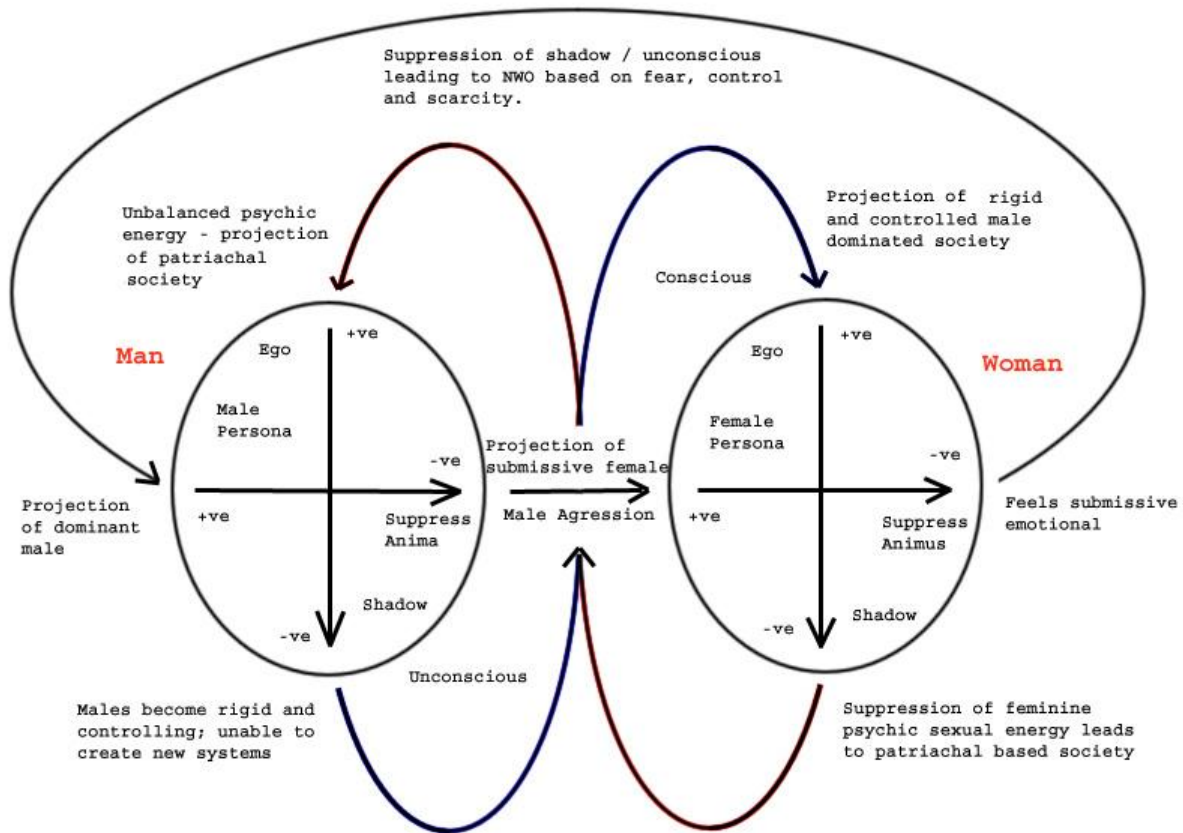 Suppression of shadow / unconscious
leading to NWO based on fear, control
and scarcity.
Unbalanced psychic
energy - projection
of patriachal
society
Projection of rigid
and controlled male
dominated society
Conscious
Man
Woman
+ve
Ego
Male
Persona
-ve
+ve
Suppress
Anima
Shadow
-ve
Projection of
submissive female
Male Agression
+ve
Ego
Female
Persona
-ve
+ve
Suppress
Animus
Shadow
-ve
Projection
of dominant
male
Feels submissive
emotional
Unconscious
Males become rigid and
controlling; unable to
create new systems
Suppression of feminine
psychic sexual energy leads
to patriachal based society